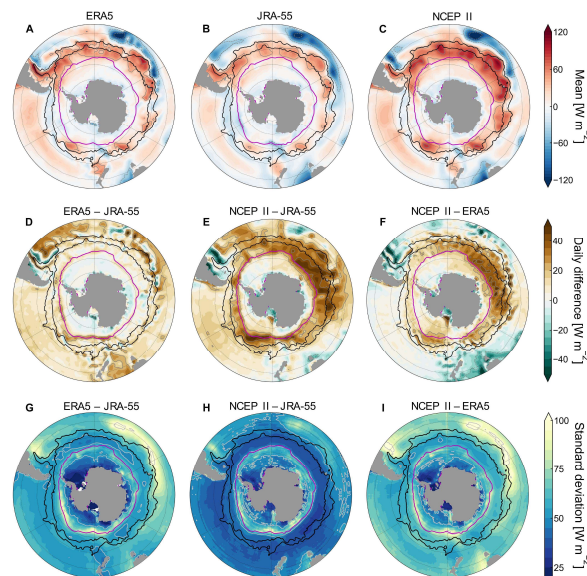 ERA5 JRA-55 NCEP II
A B C
120
60
0
−60
−120
Mean [W m⁻²]
ERA5 – JRA-55 NCEP II – JRA-55 NCEP II – ERA5
D E F
40
20
0
−20
−40
Daily difference [W m⁻²]
ERA5 – JRA-55 NCEP II – JRA-55 NCEP II – ERA5
G H I
100
75
50
25
Standard deviation [W m⁻²]